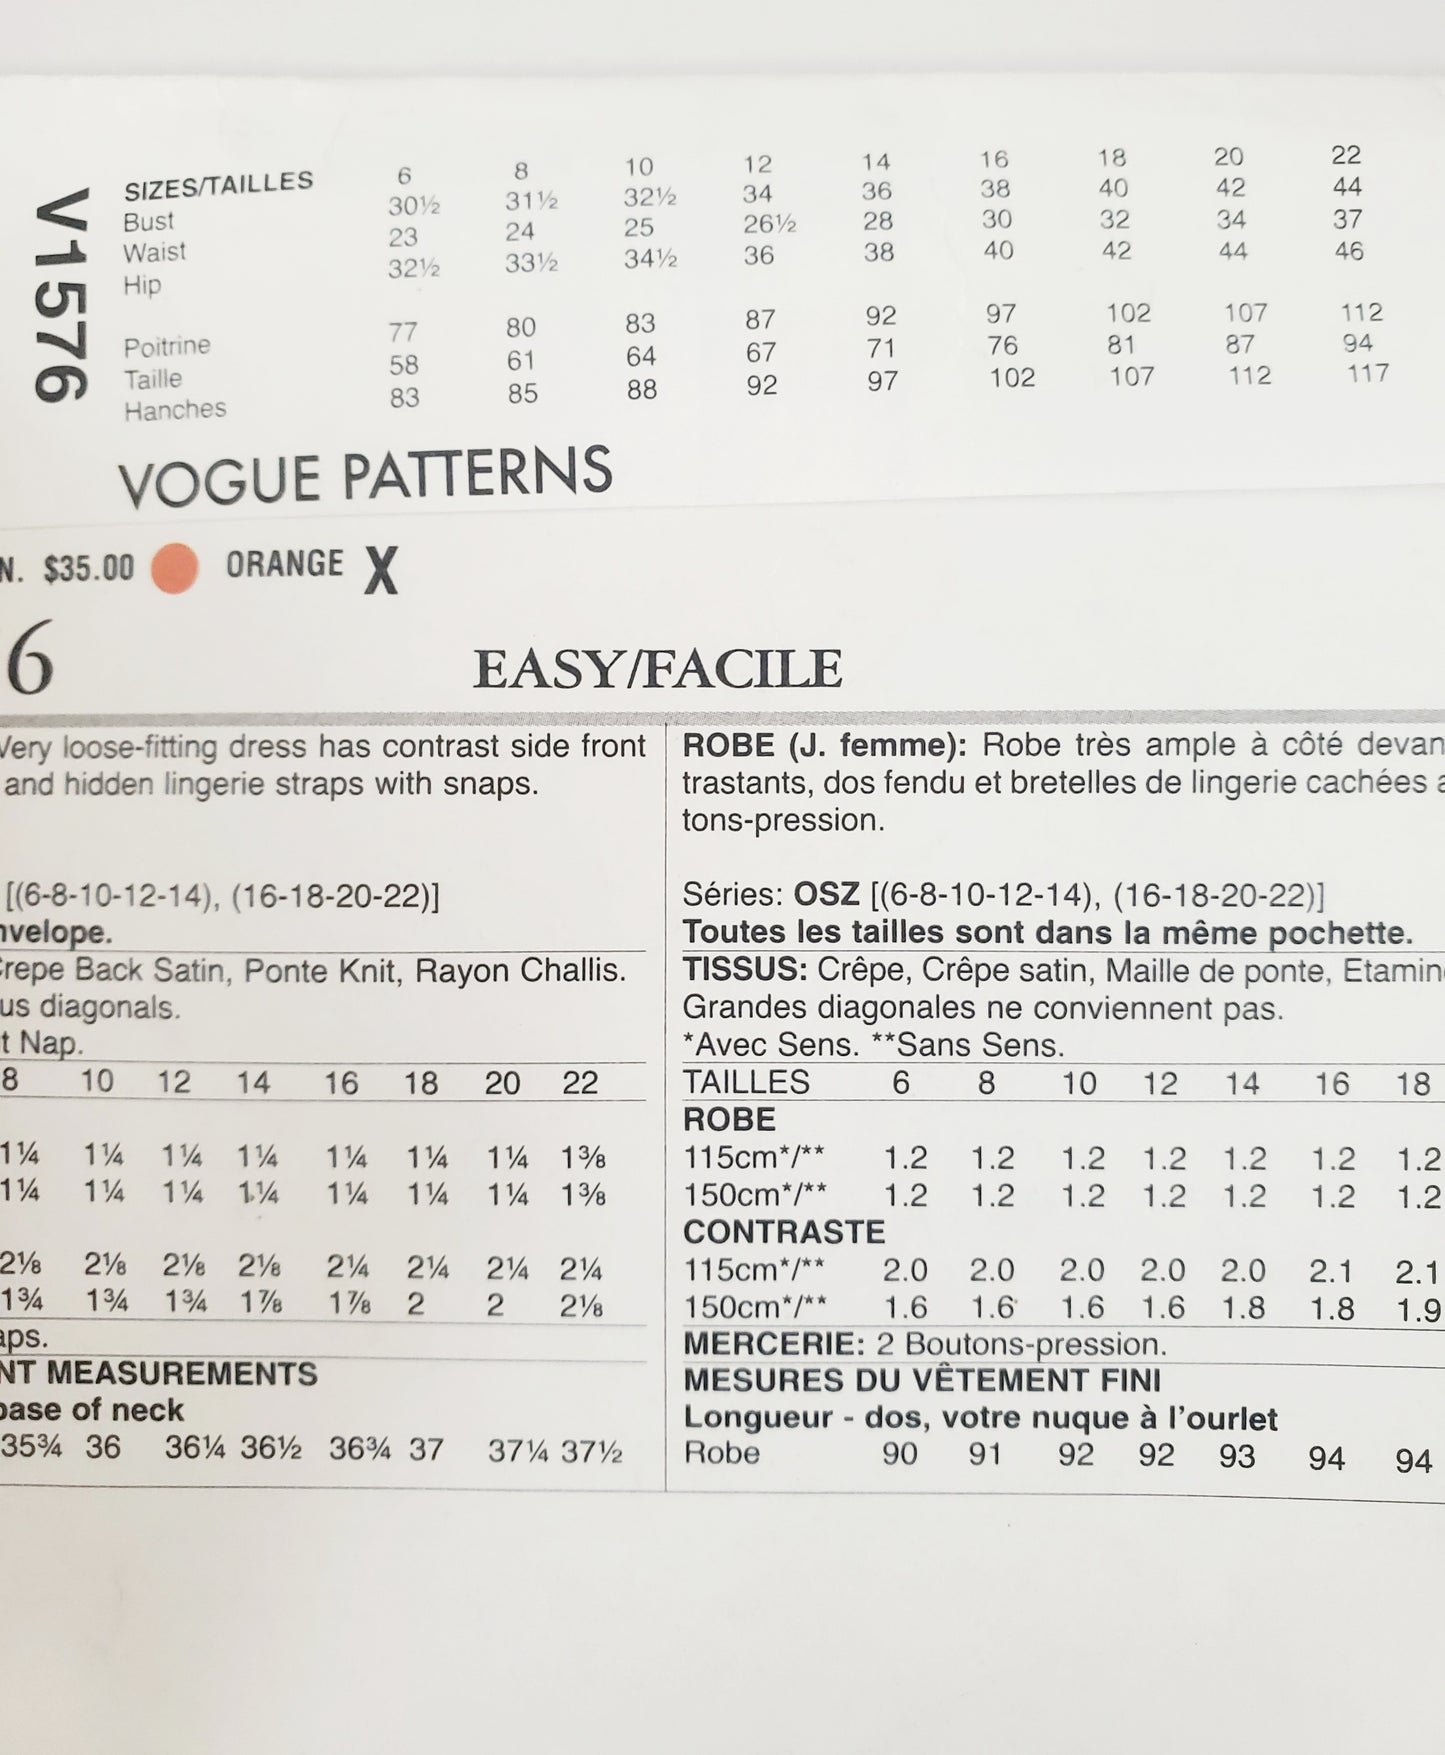 V1576
SIZES/TAILLES 6 8 10 12 14 16 18 20 22
Bust 30½ 31½ 32½ 34 36 38 40 42 44
Waist 23 24 25 26½ 28 30 32 34 37
Hip 32½ 33½ 34½ 36 38 40 42 44 46
Poitrine 77 80 83 87 92 97 102 107 112
Taille 58 61 64 67 71 76 81 87 94
Hanches 83 85 88 92 97 102 107 112 117
VOGUE PATTERNS
N. $35.00 ORANGE X
6 EASY/FACILE
Very loose-fitting dress has contrast side front
and hidden lingerie straps with snaps.
[(6-8-10-12-14), (16-18-20-22)]
nvelope.
Crepe Back Satin, Ponte Knit, Rayon Challis.
us diagonals.
t Nap.
8 10 12 14 16 18 20 22
1¼ 1¼ 1¼ 1¼ 1¼ 1¼ 1¼ 1⅜
1¼ 1¼ 1¼ 1¼ 1¼ 1¼ 1¼ 1⅜
2⅛ 2⅛ 2⅛ 2⅛ 2¼ 2¼ 2¼ 2¼
1¾ 1¾ 1¾ 1⅞ 1⅞ 2 2 2⅛
aps.
NT MEASUREMENTS
base of neck
35¾ 36 36¼ 36½ 36¾ 37 37¼ 37½
ROBE (J. femme): Robe très ample à côté devan
trastants, dos fendu et bretelles de lingerie cachées a
tons-pression.
Séries: OSZ [(6-8-10-12-14), (16-18-20-22)]
Toutes les tailles sont dans la même pochette.
TISSUS: Crêpe, Crêpe satin, Maille de ponte, Etamin
Grandes diagonales ne conviennent pas.
*Avec Sens. **Sans Sens.
TAILLES 6 8 10 12 14 16 18
ROBE
115cm*/** 1.2 1.2 1.2 1.2 1.2 1.2 1.2
150cm*/** 1.2 1.2 1.2 1.2 1.2 1.2 1.2
CONTRASTE
115cm*/** 2.0 2.0 2.0 2.0 2.0 2.1 2.1
150cm*/** 1.6 1.6 1.6 1.6 1.8 1.8 1.9
MERCERIE: 2 Boutons-pression.
MESURES DU VÊTEMENT FINI
Longueur - dos, votre nuque à l'ourlet
Robe 90 91 92 92 93 94 94